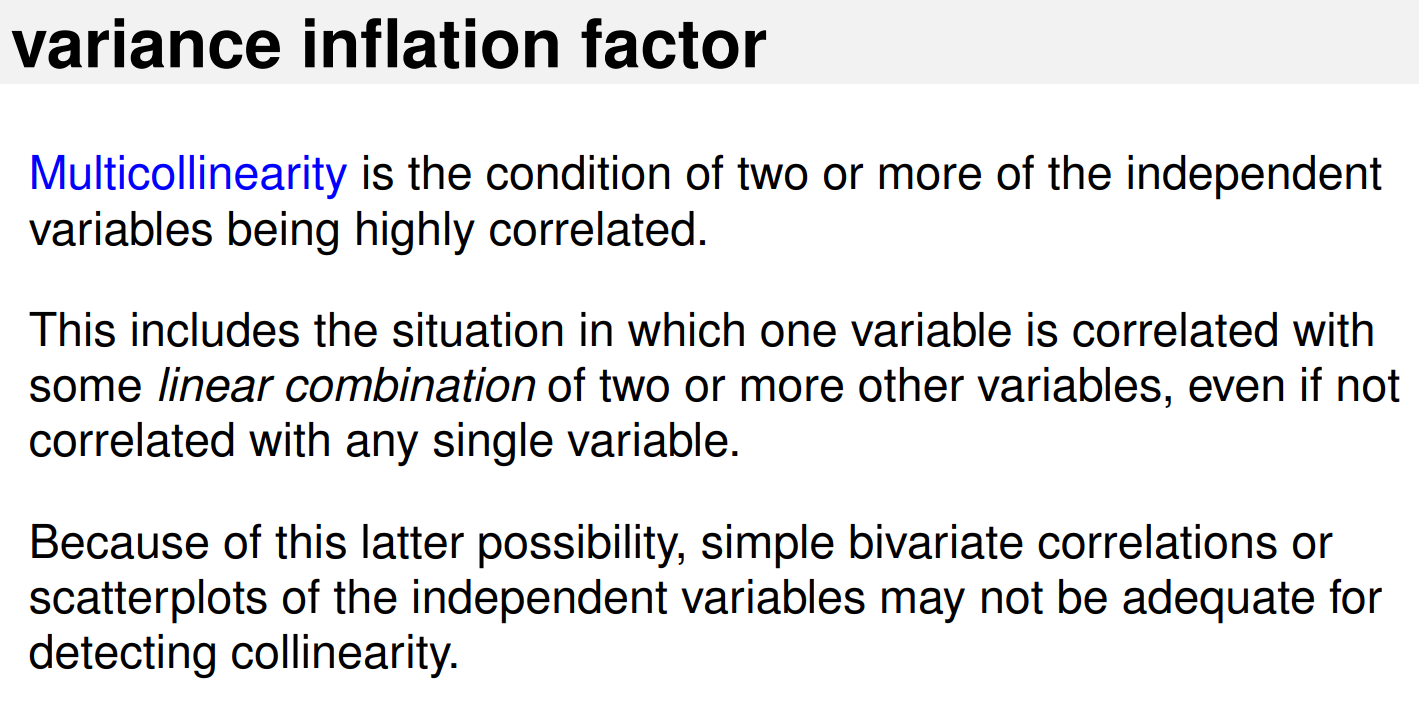 variance inflation factor
Multicollinearity is the condition of two or more of the independent
variables being highly correlated.
This includes the situation in which one variable is correlated with
some linear combination of two or more other variables, even if not
correlated with any single variable.
Because of this latter possibility, simple bivariate correlations or
scatterplots of the independent variables may not be adequate for
detecting collinearity.